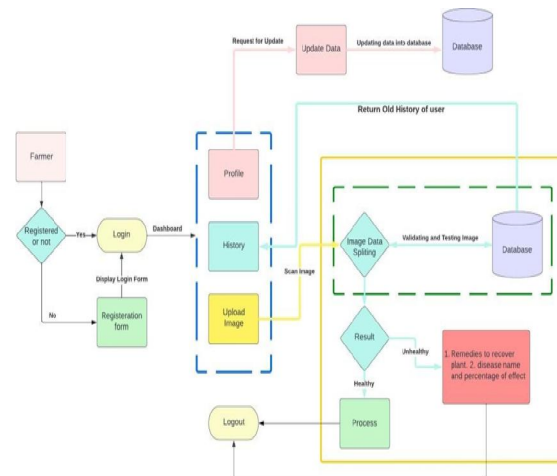 Request for Update
Update Data
Updating data into database
Database
Return Old History of user
Farmer
Profile
Registered
or not
Yes
Login
Dashboard
History
Image Data
Spliting
Validating and Testing Image
Database
Display Login Form
Scan Image
No
Registeration
form
Upload
Image
Result
Unhealthy
1. Remedies to recover
plant. 2. disease name
and percentage of effect
Healthy
Logout
Process